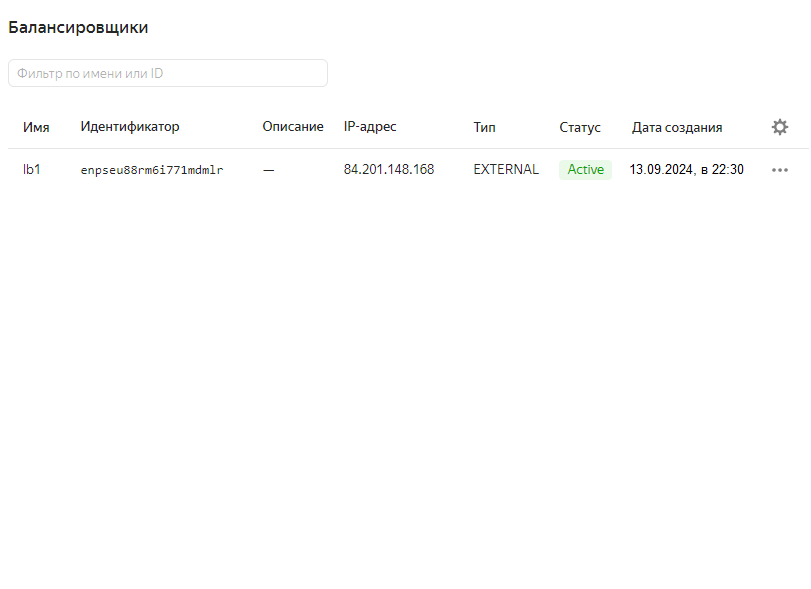 Балансировщики
Фильтр по имени или ID
Имя Идентификатор Описание IP-адрес Тип Статус Дата создания
lb1 enpseu88rm6i771mdmlr — 84.201.148.168 EXTERNAL Active 13.09.2024, в 22:30